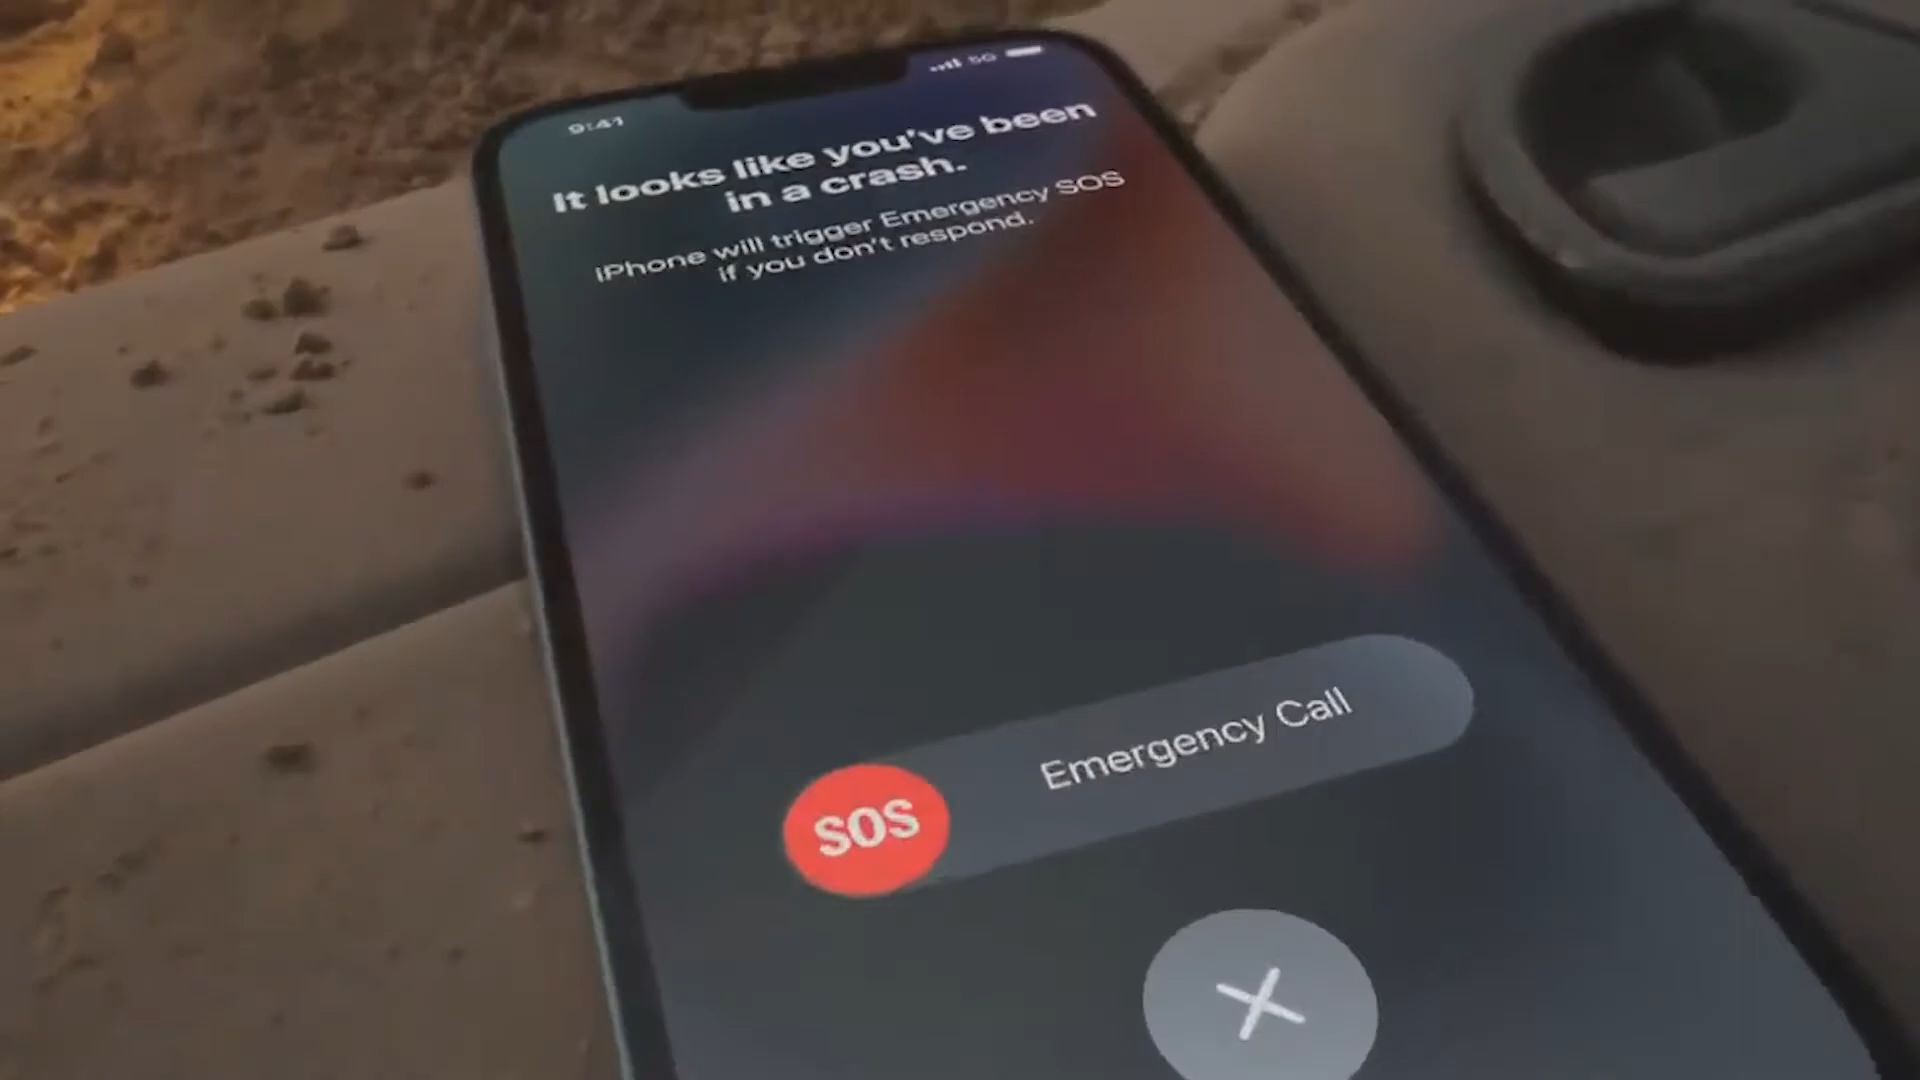 9:41
5G
It looks like you've been
in a crash.
iPhone will trigger Emergency SOS
if you don't respond.
SOS
Emergency Call